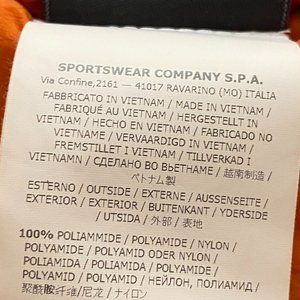 SPORTSWEAR COMPANY S.P.A.
Via Confine,2161 — 41017 RAVARINO (MO) ITALIA
FABBRICATO IN VIETNAM / MADE IN VIETNAM /
FABRIQUÉ AU VIETNAM / HERGESTELLT IN
VIETNAM / HECHO EN VIETNAM / FABRICADO NO
VIETNAME / VERVAARDIGD IN VIETNAM /
FREMSTILLET I VIETNAM / TILLVERKAD I
VIETNAMN / СДЕЛАНО ВО ВЬЕТНАМЕ / 越南制造 /
ベトナム製
ESTERNO / OUTSIDE / EXTERNE / AUSSENSEITE /
EXTERIOR / EXTERIOR / BUITENKANT / YDERSIDE
/ UTSIDA / 外部 / 表地
100% POLIAMMIDE / POLYAMIDE / NYLON /
POLYAMIDE / POLYAMID ODER NYLON /
POLIAMIDA / POLIAMIDA / POLYAMIDE /
POLYAMID / POLYAMID / НЕЙЛОН, ПОЛИАМИД /
聚酰胺纤维/尼龙 / ナイロン